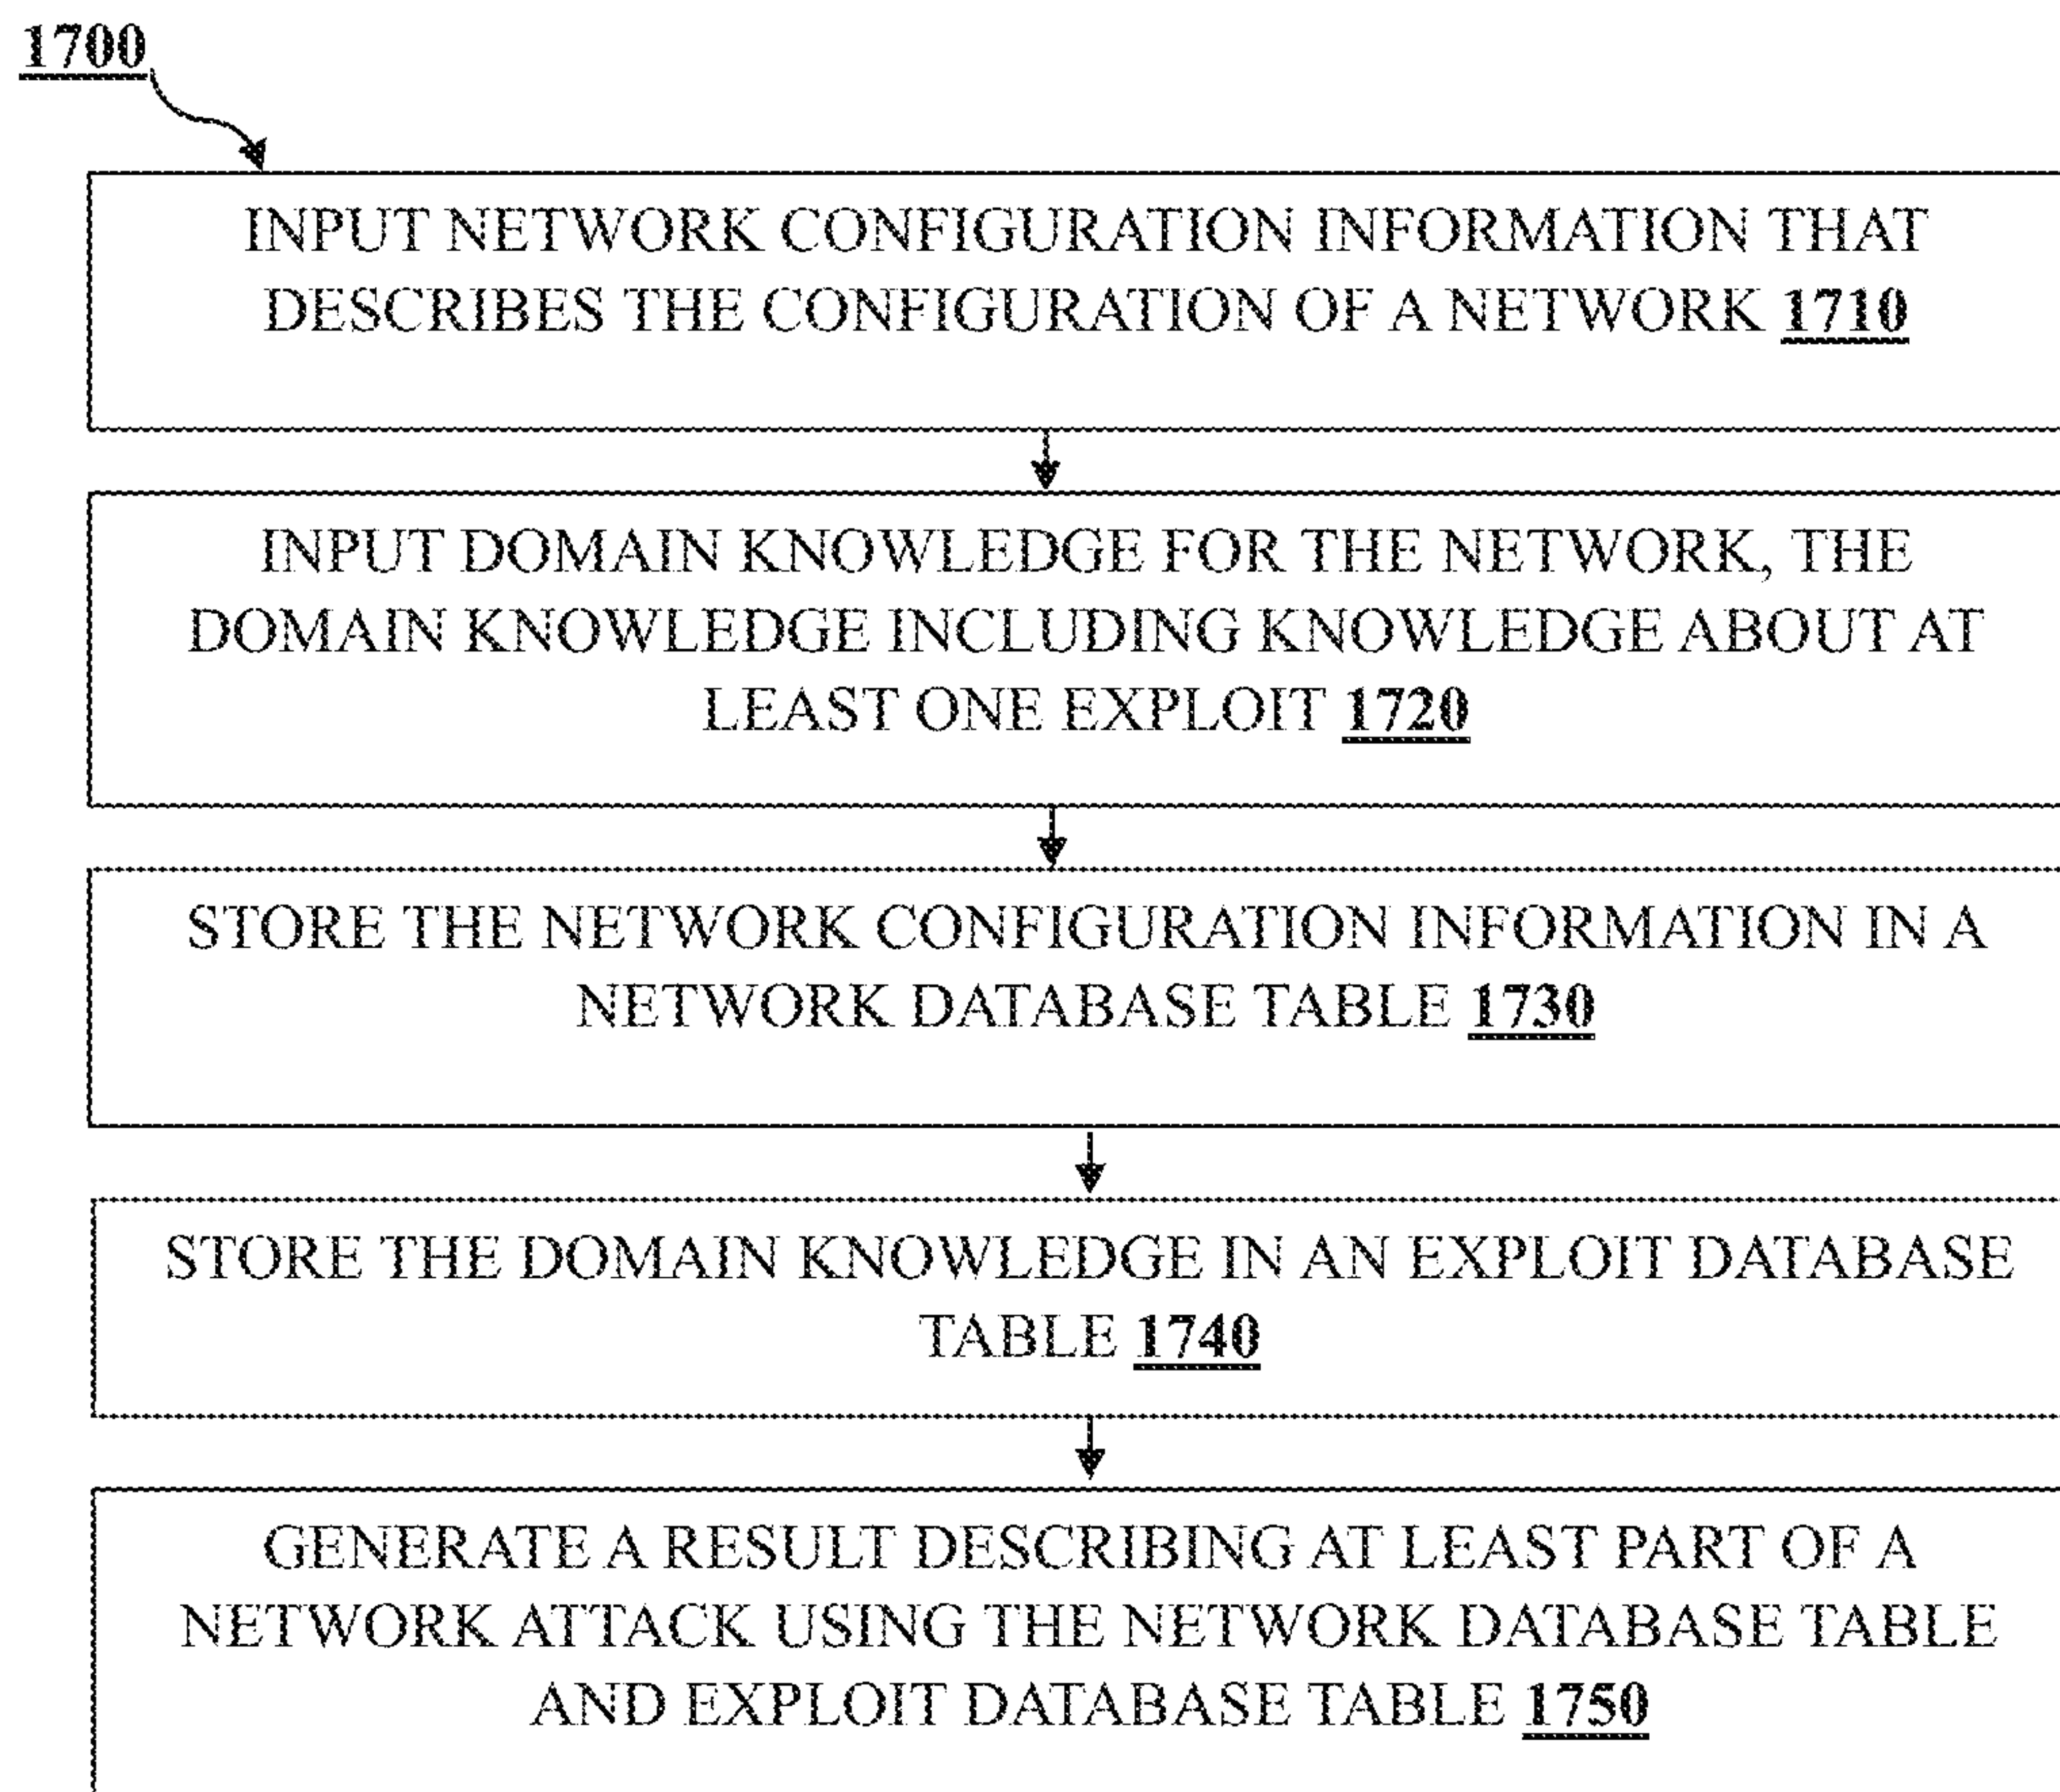 1700
INPUT NETWORK CONFIGURATION INFORMATION THAT
DESCRIBES THE CONFIGURATION OF A NETWORK 1710
INPUT DOMAIN KNOWLEDGE FOR THE NETWORK, THE
DOMAIN KNOWLEDGE INCLUDING KNOWLEDGE ABOUT AT
LEAST ONE EXPLOIT 1720
STORE THE NETWORK CONFIGURATION INFORMATION IN A
NETWORK DATABASE TABLE 1730
STORE THE DOMAIN KNOWLEDGE IN AN EXPLOIT DATABASE
TABLE 1740
GENERATE A RESULT DESCRIBING AT LEAST PART OF A
NETWORK ATTACK USING THE NETWORK DATABASE TABLE
AND EXPLOIT DATABASE TABLE 1750